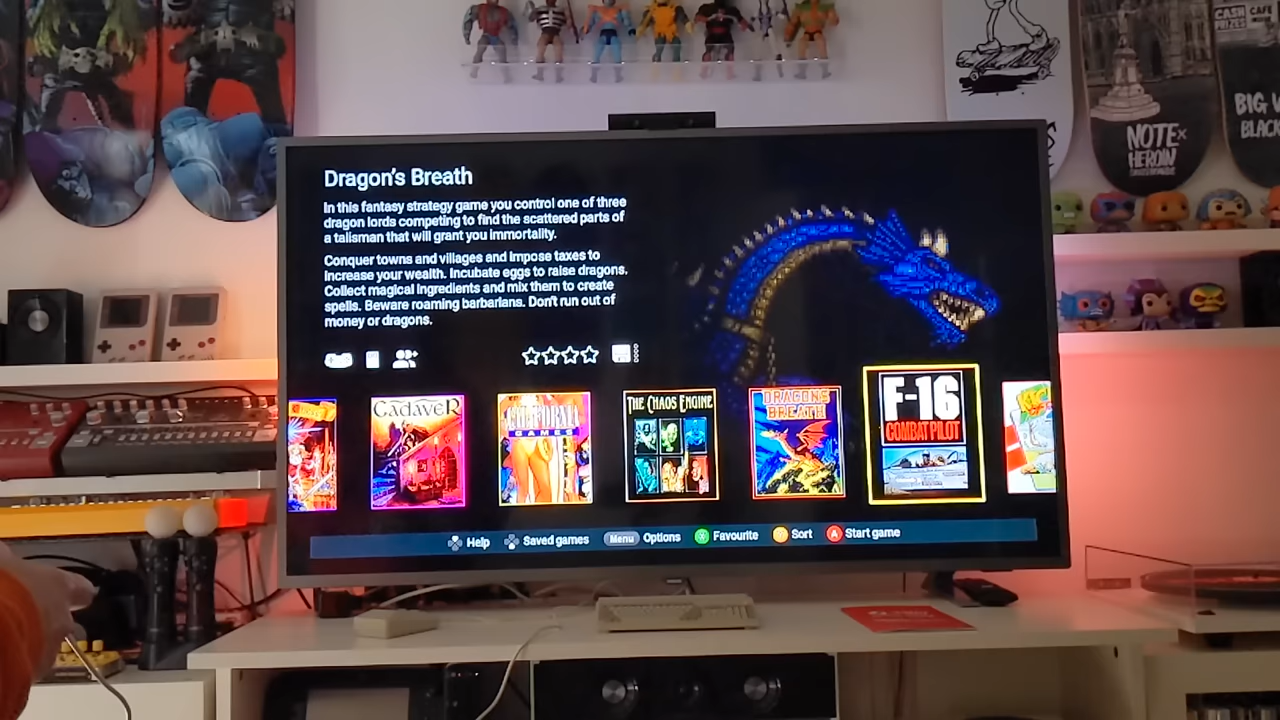 CASH
CAFE
PRIZES
NOTE
HEROIN
BIG
BLACK
Dragon's Breath
In this fantasy strategy game you control one of three
dragon lords competing to find the scattered parts of
a talisman that will grant you immortality.
Conquer towns and villages and impose taxes to
increase your wealth. Incubate eggs to raise dragons.
Collect magical ingredients and mix them to create
spells. Beware roaming barbarians. Don't run out of
money or dragons.
CADAVER
CALIFORNIA
GAMES
THE CHAOS ENGINE
DRAGONS
BREATH
F-16
COMBAT PILOT
Help
Saved games
Menu
Options
Favourite
Sort
A
Start game